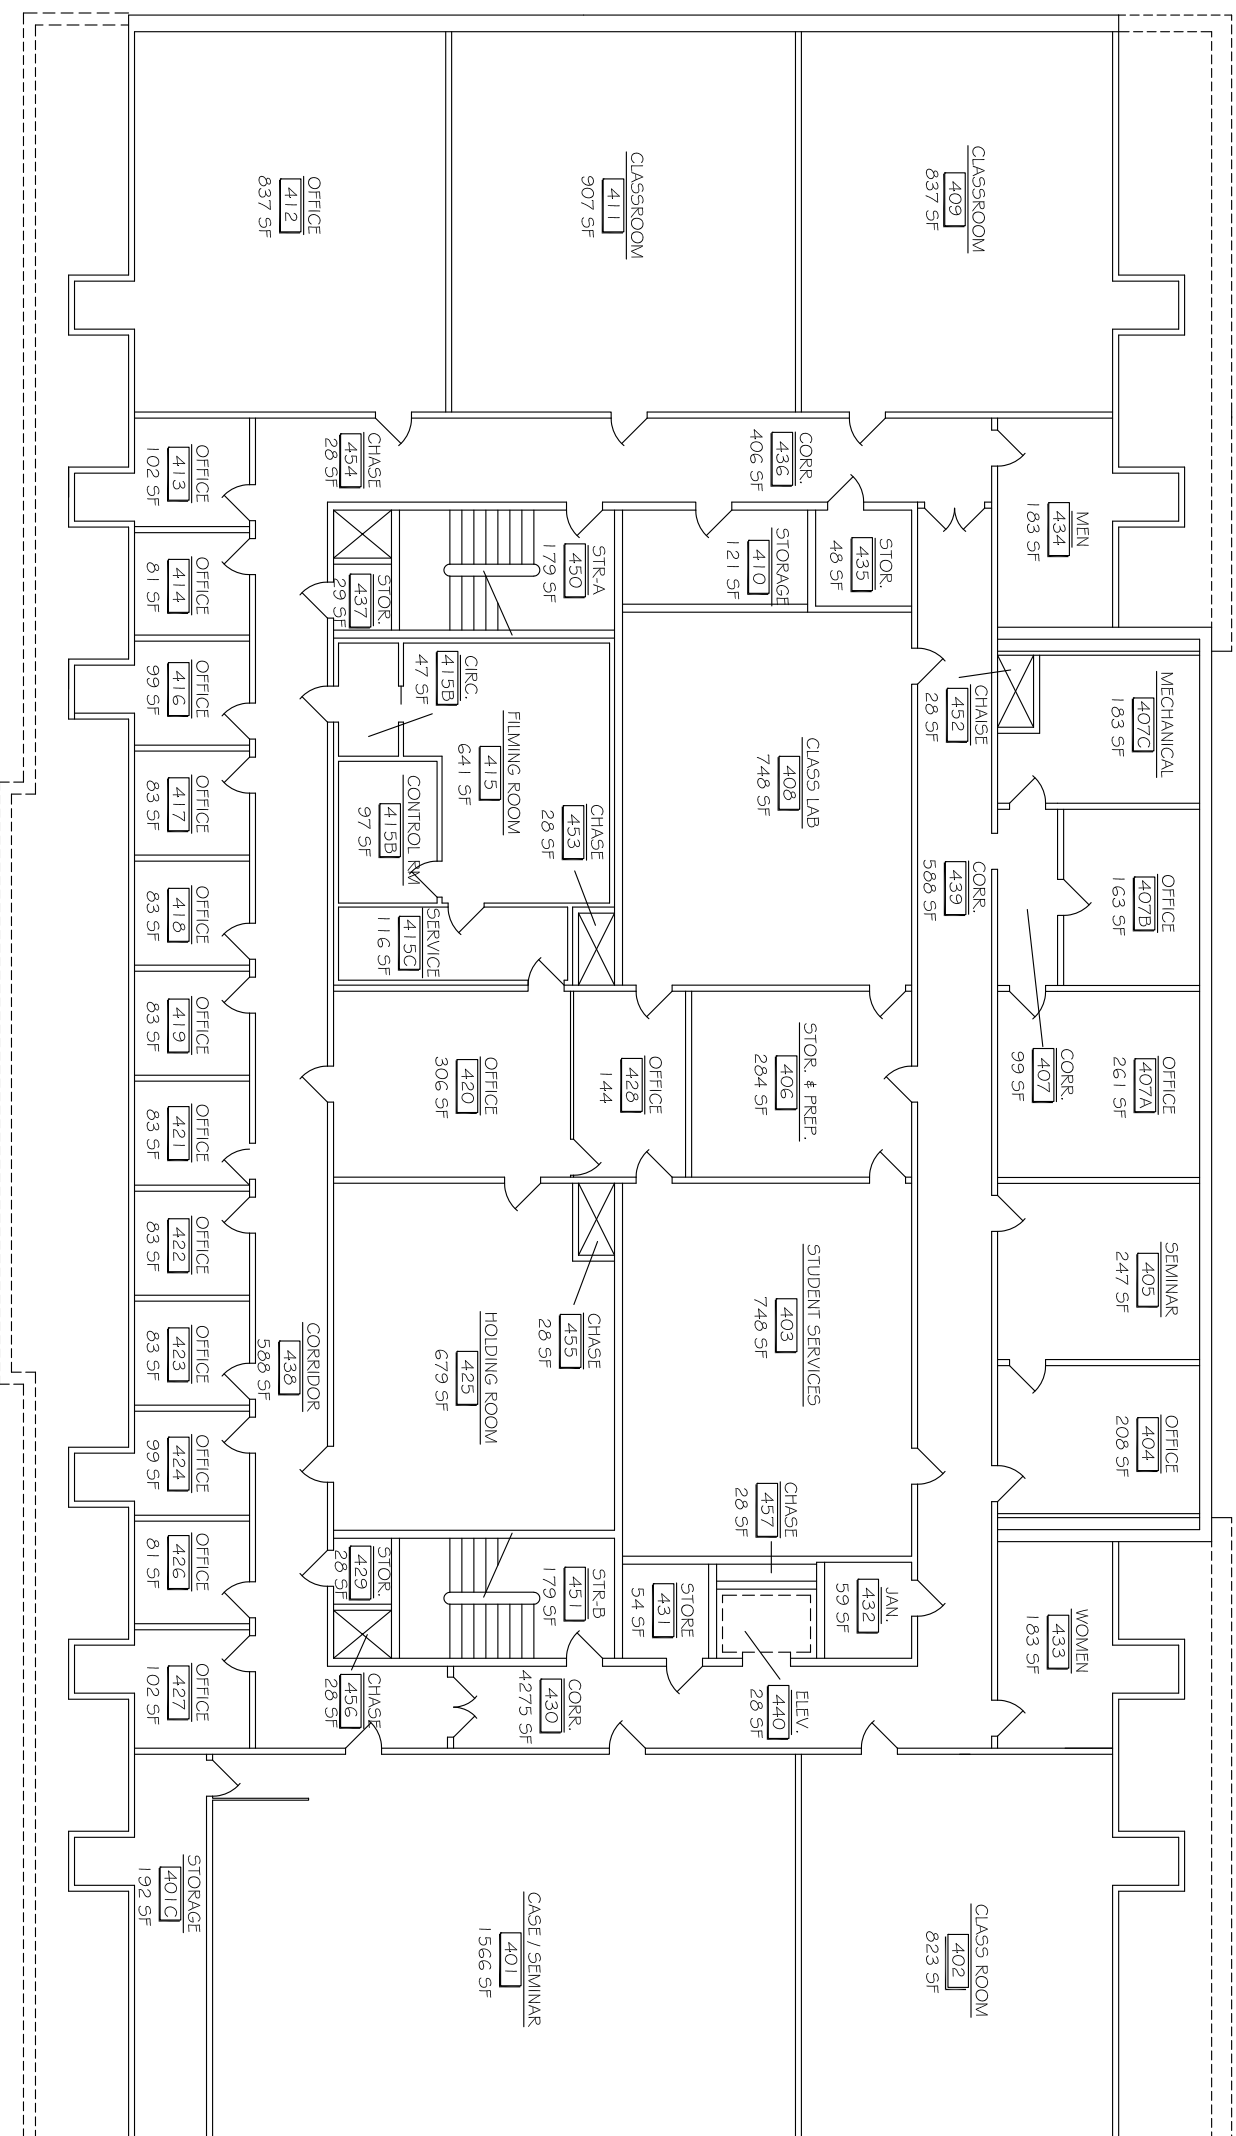 CLASSROOM
409
837 SF
CLASSROOM
411
907 SF
OFFICE
412
837 SF
MEN
434
183 SF
CORR.
436
406 SF
CHASE
454
28 SF
OFFICE
413
102 SF
STOR.
435
48 SF
STORAGE
410
121 SF
STR-A
450
179 SF
STOR.
437
29 SF
OFFICE
414
81 SF
MECHANICAL
407C
183 SF
CHAISE
452
28 SF
CIRC.
415B
47 SF
OFFICE
416
99 SF
CLASS LAB
408
748 SF
FILMING ROOM
415
641 SF
CHASE
453
28 SF
CONTROL RM
415B
97 SF
OFFICE
417
83 SF
OFFICE
407B
163 SF
CORR.
439
588 SF
SERVICE
415C
116 SF
OFFICE
418
83 SF
OFFICE
407A
261 SF
CORR.
407
99 SF
STOR. & PREP.
406
284 SF
OFFICE
428
144
OFFICE
420
306 SF
OFFICE
419
83 SF
OFFICE
421
83 SF
SEMINAR
405
247 SF
STUDENT SERVICES
403
748 SF
CHASE
455
28 SF
HOLDING ROOM
425
679 SF
CORRIDOR
438
588 SF
OFFICE
422
83 SF
OFFICE
423
83 SF
OFFICE
404
208 SF
CHASE
457
28 SF
OFFICE
424
99 SF
WOMEN
433
183 SF
JAN.
432
59 SF
STORE
431
54 SF
STR-B
451
179 SF
STOR.
429
28 SF
OFFICE
426
81 SF
ELEV.
440
28 SF
CORR.
430
4275 SF
CHASE
456
28 SF
OFFICE
427
102 SF
CLASS ROOM
402
823 SF
CASE / SEMINAR
401
1566 SF
STORAGE
401C
192 SF